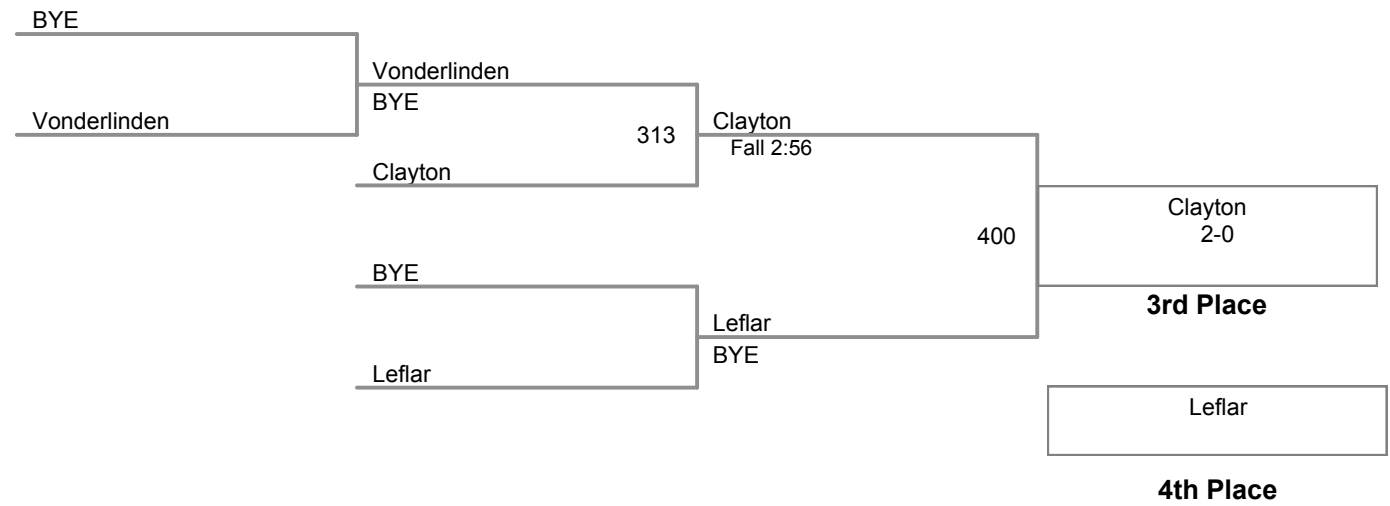 BYE
Vonderlinden
Vonderlinden
BYE
313
Clayton
Clayton
Fall 2:56
BYE
Leflar
Leflar
BYE
400
Clayton
2-0
3rd Place
Leflar
4th Place